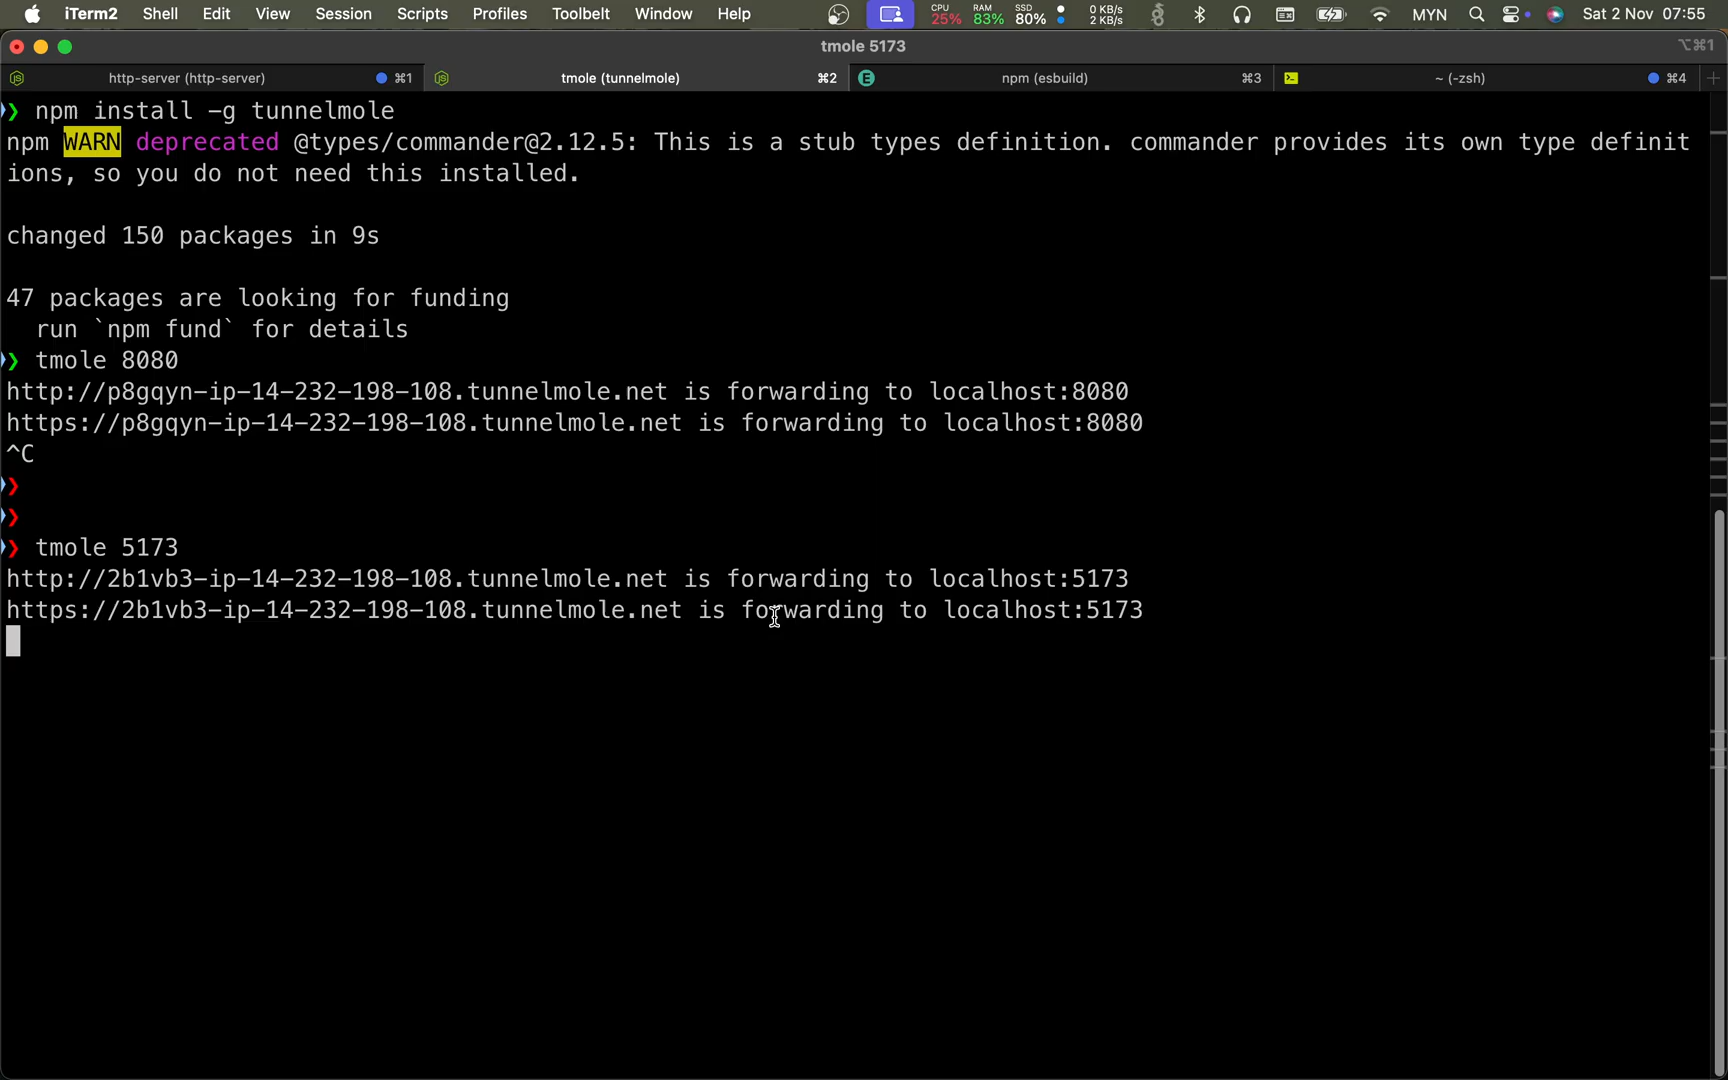 iTerm2 Shell Edit View Session Scripts Profiles Toolbelt Window Help CPU 25% RAM 83% SSD 80% 0 KB/s 2 KB/s MYN Sat 2 Nov 07:55
tmole 5173 ⌥⌘1
http-server (http-server) ⌘1 tmole (tunnelmole) ⌘2 E npm (esbuild) ⌘3 ~ (-zsh) ⌘4
❯ npm install -g tunnelmole
npm WARN deprecated @types/commander@2.12.5: This is a stub types definition. commander provides its own type definit
ions, so you do not need this installed.
changed 150 packages in 9s
47 packages are looking for funding
run `npm fund` for details
❯ tmole 8080
http://p8gqyn-ip-14-232-198-108.tunnelmole.net is forwarding to localhost:8080
https://p8gqyn-ip-14-232-198-108.tunnelmole.net is forwarding to localhost:8080
^C
❯
❯
❯ tmole 5173
http://2b1vb3-ip-14-232-198-108.tunnelmole.net is forwarding to localhost:5173
https://2b1vb3-ip-14-232-198-108.tunnelmole.net is forwarding to localhost:5173